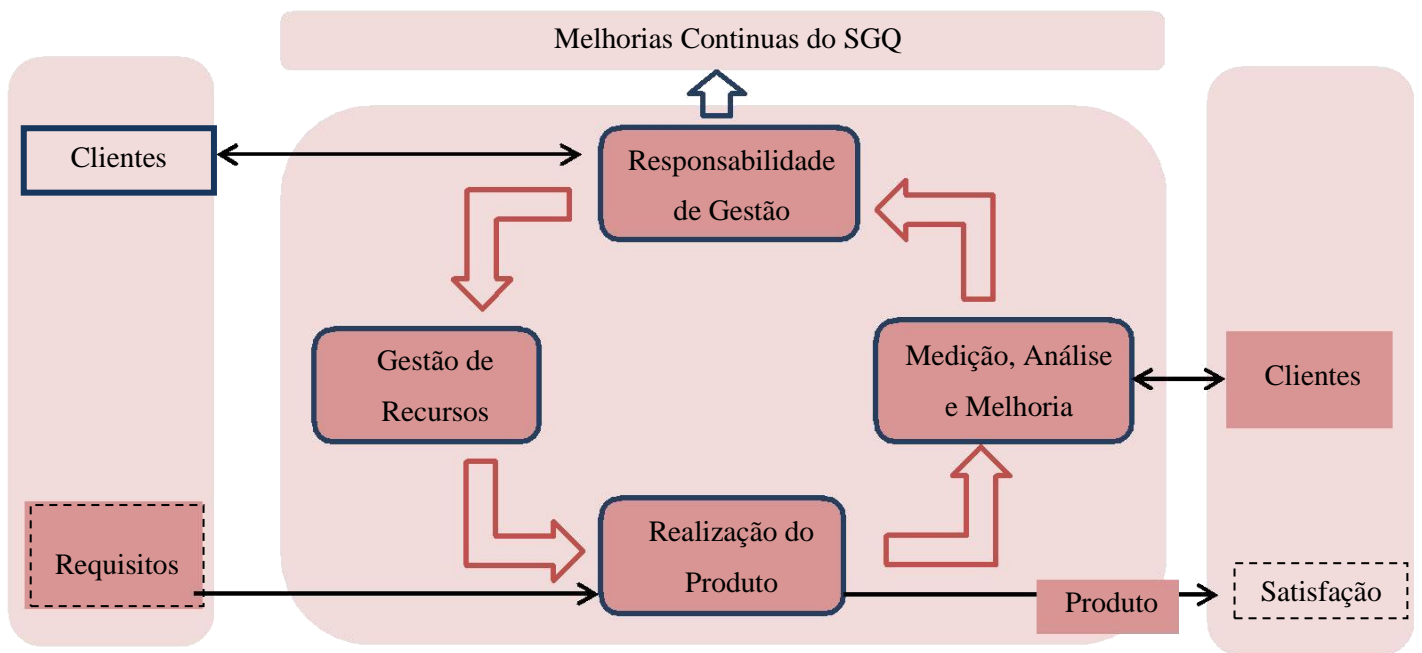 Melhorias Continuas do SGQ
Clientes
Responsabilidade
de Gestão
Gestão de
Recursos
Medição, Análise
e Melhoria
Clientes
Requisitos
Realização do
Produto
Produto
Satisfação